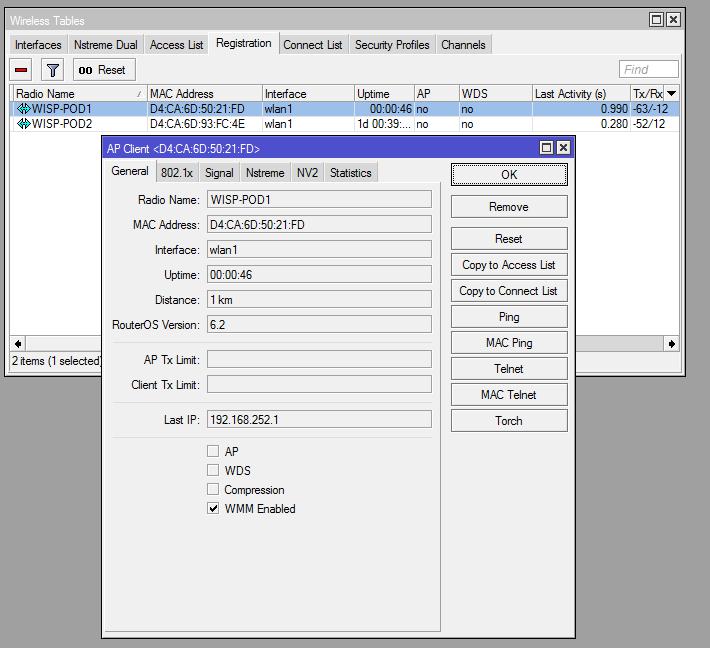 Wireless Tables
Interfaces Nstreme Dual Access List Registration Connect List Security Profiles Channels
00 Reset Find
Radio Name MAC Address Interface Uptime AP WDS Last Activity (s) Tx/Rx
WISP-POD1 D4:CA:6D:50:21:FD wlan1 00:00:46 no no 0.990 -63/-12
WISP-POD2 D4:CA:6D:93:FC:4E wlan1 1d 00:39:... no no 0.280 -52/12
AP Client <D4:CA:6D:50:21:FD>
General 802.1x Signal Nstreme NV2 Statistics
Radio Name: WISP-POD1
MAC Address: D4:CA:6D:50:21:FD
Interface: wlan1
Uptime: 00:00:46
Distance: 1 km
RouterOS Version: 6.2
AP Tx Limit:
Client Tx Limit:
Last IP: 192.168.252.1
AP
WDS
Compression
WMM Enabled
OK
Remove
Reset
Copy to Access List
Copy to Connect List
Ping
MAC Ping
Telnet
MAC Telnet
Torch
2 items (1 selected)